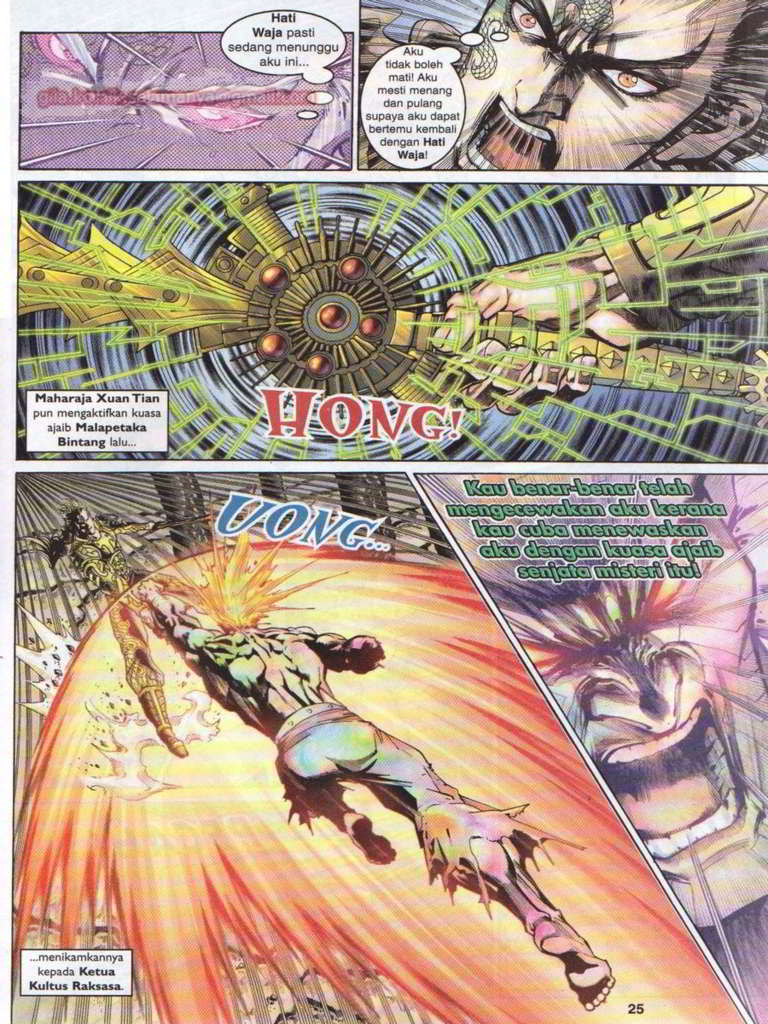 Hati
Waja pasti
sedang menunggu
aku ini...
Aku
tidak boleh
mati! Aku
mesti menang
dan pulang
supaya aku dapat
bertemu kembali
dengan Hati
Waja!
Maharaja Xuan Tian
pun mengaktifkan kuasa
ajaib Malapetaka
Bintang lalu...
HONG!
UONG...
Kau benar-benar telah
mengecewakan aku kerana
kau cuba menewaskan
aku dengan kuasa ajaib
senjata misteri itu!
...menikamkannya
kepada Ketua
Kultus Raksasa.
25